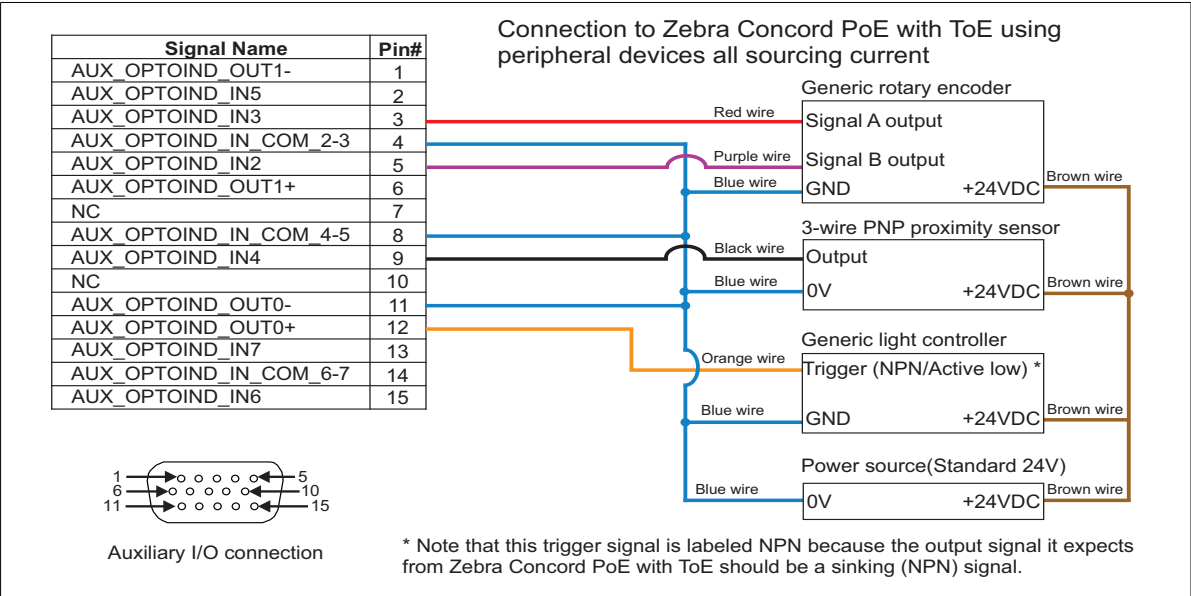 Connection to Zebra Concord PoE with ToE using
peripheral devices all sourcing current
Signal Name Pin#
AUX_OPTOIND_OUT1- 1
AUX_OPTOIND_IN5 2
AUX_OPTOIND_IN3 3
AUX_OPTOIND_IN_COM_2-3 4
AUX_OPTOIND_IN2 5
AUX_OPTOIND_OUT1+ 6
NC 7
AUX_OPTOIND_IN_COM_4-5 8
AUX_OPTOIND_IN4 9
NC 10
AUX_OPTOIND_OUT0- 11
AUX_OPTOIND_OUT0+ 12
AUX_OPTOIND_IN7 13
AUX_OPTOIND_IN_COM_6-7 14
AUX_OPTOIND_IN6 15
Generic rotary encoder
Red wire
Signal A output
Purple wire
Signal B output
Blue wire
GND +24VDC
Brown wire
3-wire PNP proximity sensor
Black wire
Output
Blue wire
0V +24VDC
Brown wire
Generic light controller
Orange wire
Trigger (NPN/Active low) *
Blue wire
GND +24VDC
Brown wire
Power source(Standard 24V)
Blue wire
0V +24VDC
Brown wire
1 5
6 10
11 15
Auxiliary I/O connection
* Note that this trigger signal is labeled NPN because the output signal it expects
from Zebra Concord PoE with ToE should be a sinking (NPN) signal.